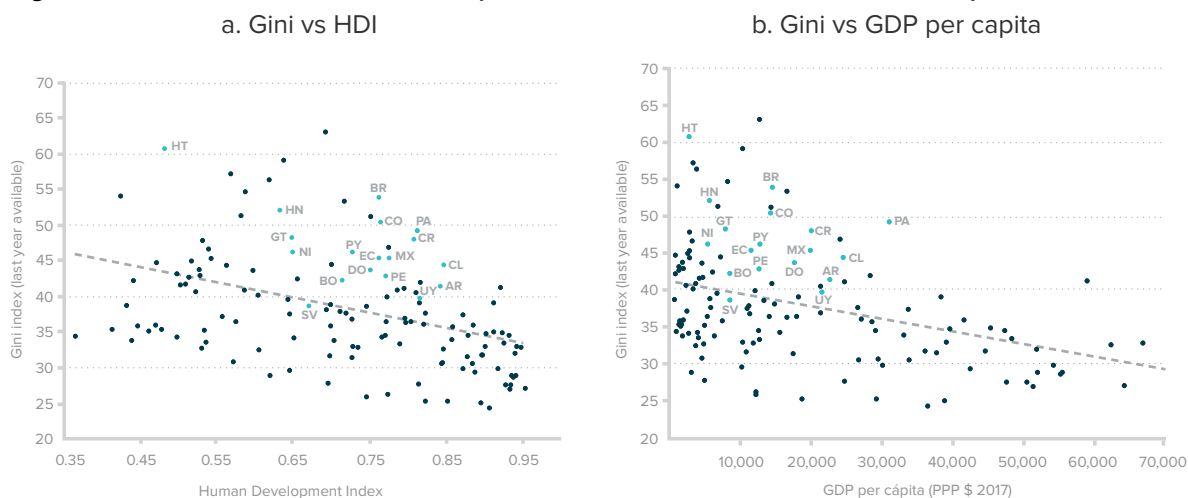 a. Gini vs HDI
b. Gini vs GDP per cápita
Gini index (last year available)
70
65
60
55
50
45
40
35
30
25
20
HT
BR
HN
CO
PA
GT
CR
NI
PY
EC
MX
CL
DO
BO
PE
AR
UY
SV
0.35
0.45
0.55
0.65
0.75
0.85
0.95
Human Development Index
Gini index (last year available)
70
65
60
55
50
45
40
35
30
25
20
HT
BR
HN
CO
PA
GT
CR
NI
PY
EC
MX
CL
PE
DO
BO
AR
UY
SV
10,000
20,000
30,000
40,000
50,000
60,000
70,000
GDP per cápita (PPP $ 2017)